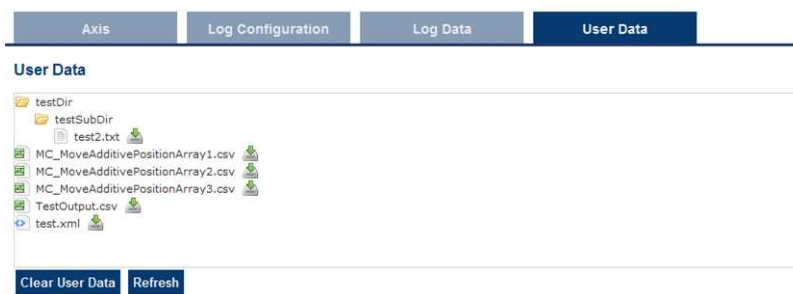 Axis Log Configuration Log Data User Data
User Data
testDir
testSubDir
test2.txt
MC_MoveAdditivePositionArray1.csv
MC_MoveAdditivePositionArray2.csv
MC_MoveAdditivePositionArray3.csv
TestOutput.csv
test.xml
Clear User Data Refresh